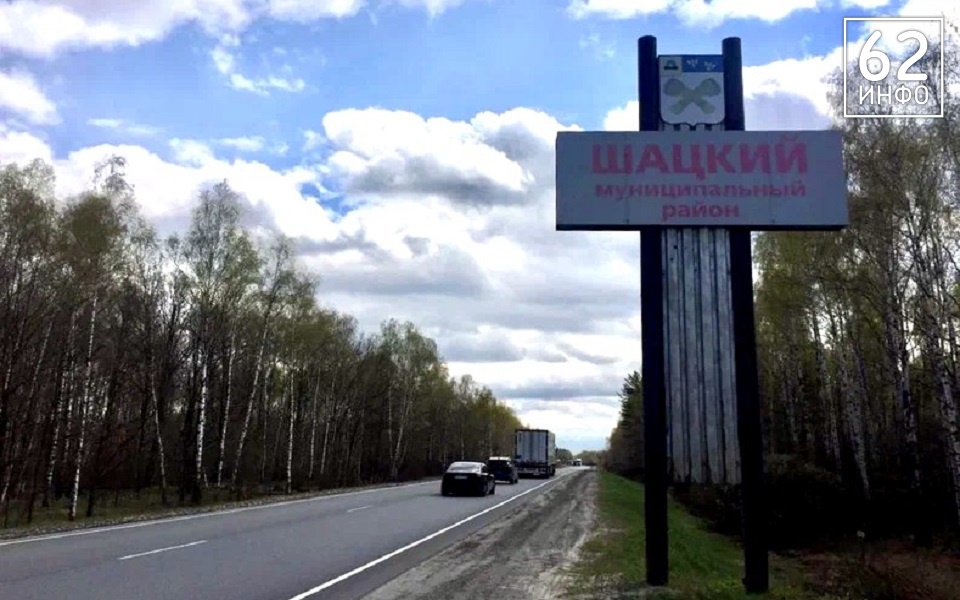 ШАЦКИЙ
муниципальный
район
62
ИНФО